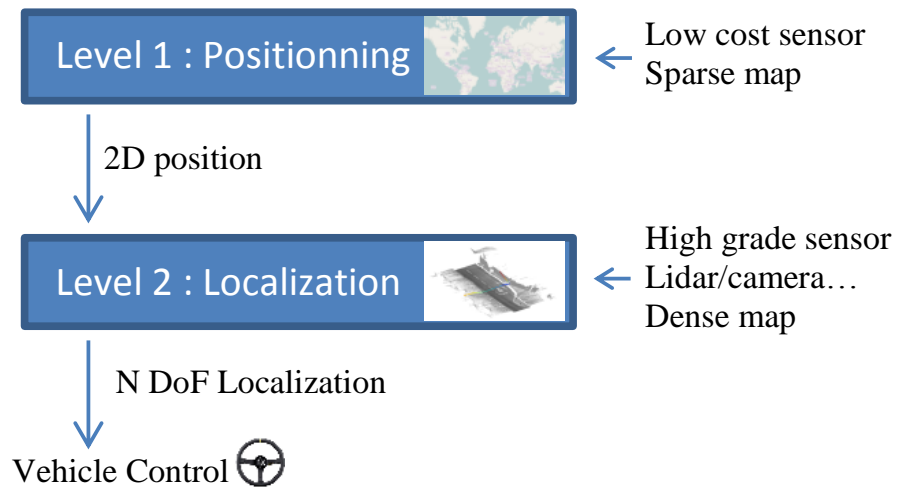 Level 1 : Positionning
Low cost sensor
Sparse map
2D position
Level 2 : Localization
High grade sensor
Lidar/camera…
Dense map
N DoF Localization
Vehicle Control